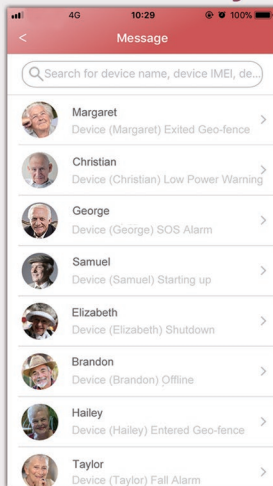 4G 10:29 100%
< Message
Search for device name, device IMEI, de...
Margaret
Device (Margaret) Exited Geo-fence
Christian
Device (Christian) Low Power Warning
George
Device (George) SOS Alarm
Samuel
Device (Samuel) Starting up
Elizabeth
Device (Elizabeth) Shutdown
Brandon
Device (Brandon) Offline
Hailey
Device (Hailey) Entered Geo-fence
Taylor
Device (Taylor) Fall Alarm